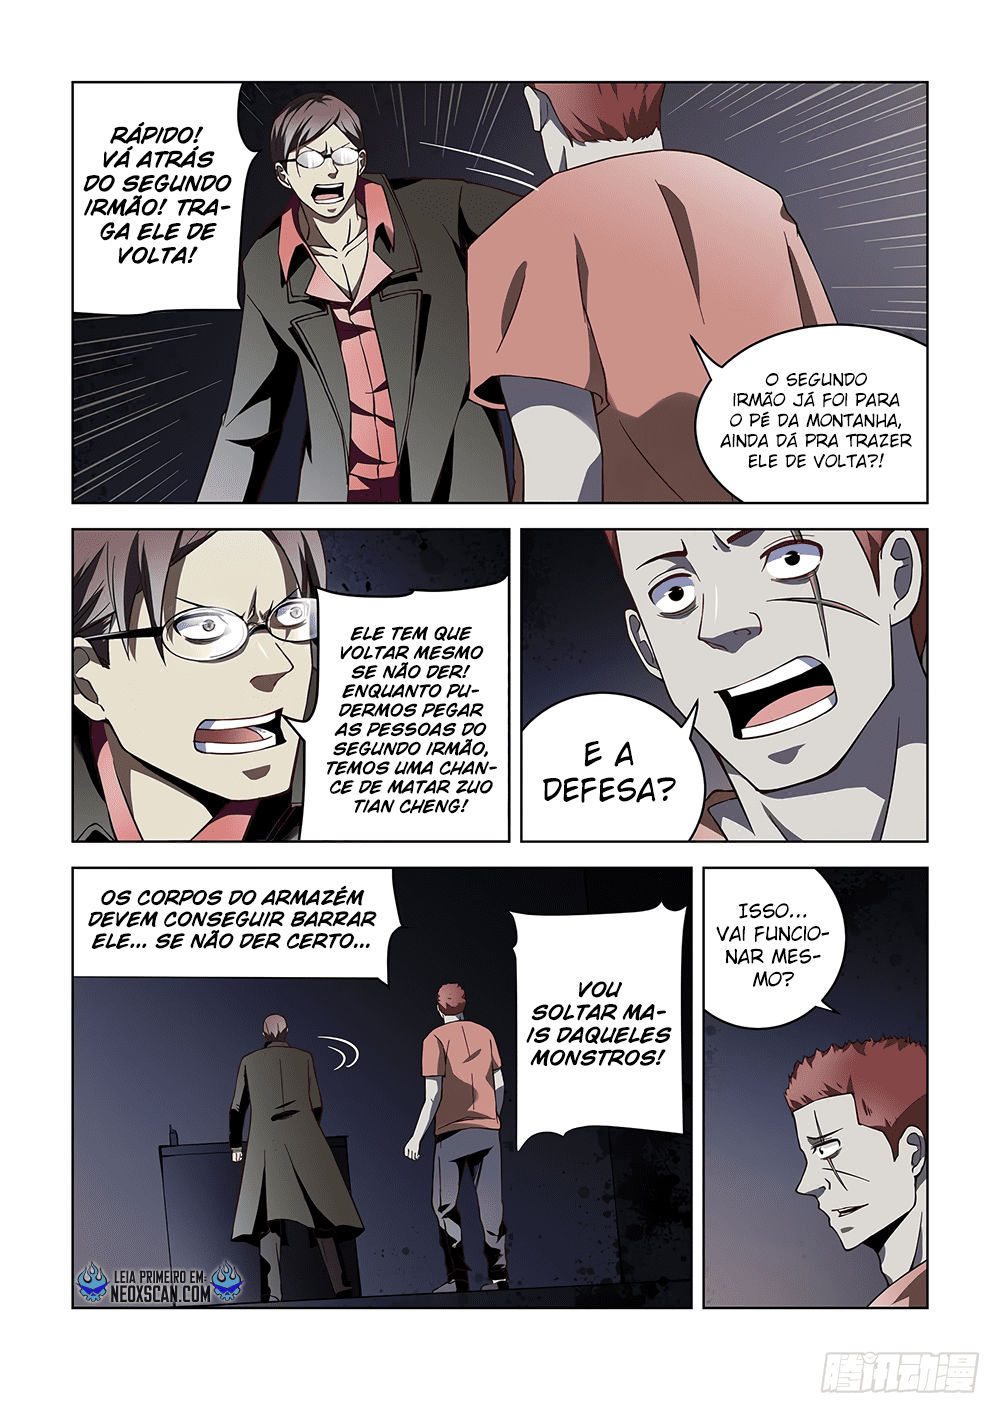 RÁPIDO!
VÁ ATRÁS
DO SEGUNDO
IRMÃO! TRA-
GA ELE DE
VOLTA!
O SEGUNDO
IRMÃO JÁ FOI PARA
O PÉ DA MONTANHA,
AINDA DÁ PRA TRAZER
ELE DE VOLTA?!
ELE TEM QUE
VOLTAR MESMO
SE NÃO DER!
ENQUANTO PU-
DERMOS PEGAR
AS PESSOAS DO
SEGUNDO IRMÃO,
TEMOS UMA CHAN-
CE DE MATAR ZUO
TIAN CHENG!
E A
DEFESA?
OS CORPOS DO ARMAZÉM
DEVEM CONSEGUIR BARRAR
ELE... SE NÃO DER CERTO...
VOU
SOLTAR MA-
IS DAQUELES
MONSTROS!
ISSO...
VAI FUNCIO-
NAR MES-
MO?
LEIA PRIMEIRO EM:
NEOXSCAN.COM
腾讯动漫